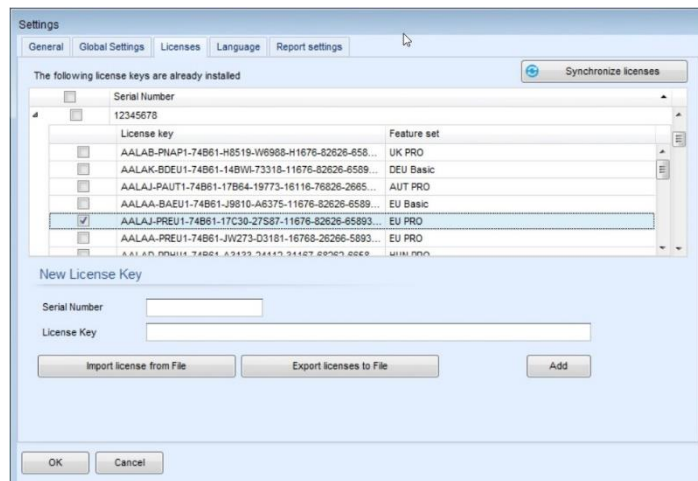 Settings
General Global Settings Licenses Language Report settings
The following license keys are already installed
Synchronize licenses
Serial Number
12345678
License key Feature set
AALAB-PNAP1-74B61-H8519-W6988-H1676-82626-658... UK PRO
AALAK-BDEU1-74B61-14BWI-73318-11676-82626-6589... DEU Basic
AALAJ-PAUT1-74B61-17B64-19773-16116-76826-2665... AUT PRO
AALAA-BAEU1-74B61-J9810-A6375-11676-82626-6589... EU Basic
AALAJ-PREU1-74B61-17C30-27S87-11676-82626-65893... EU PRO
AALAA-PREU1-74B61-JW273-D3181-16768-26266-5893... EU PRO
New License Key
Serial Number
License Key
Import license from File Export licenses to File Add
OK Cancel